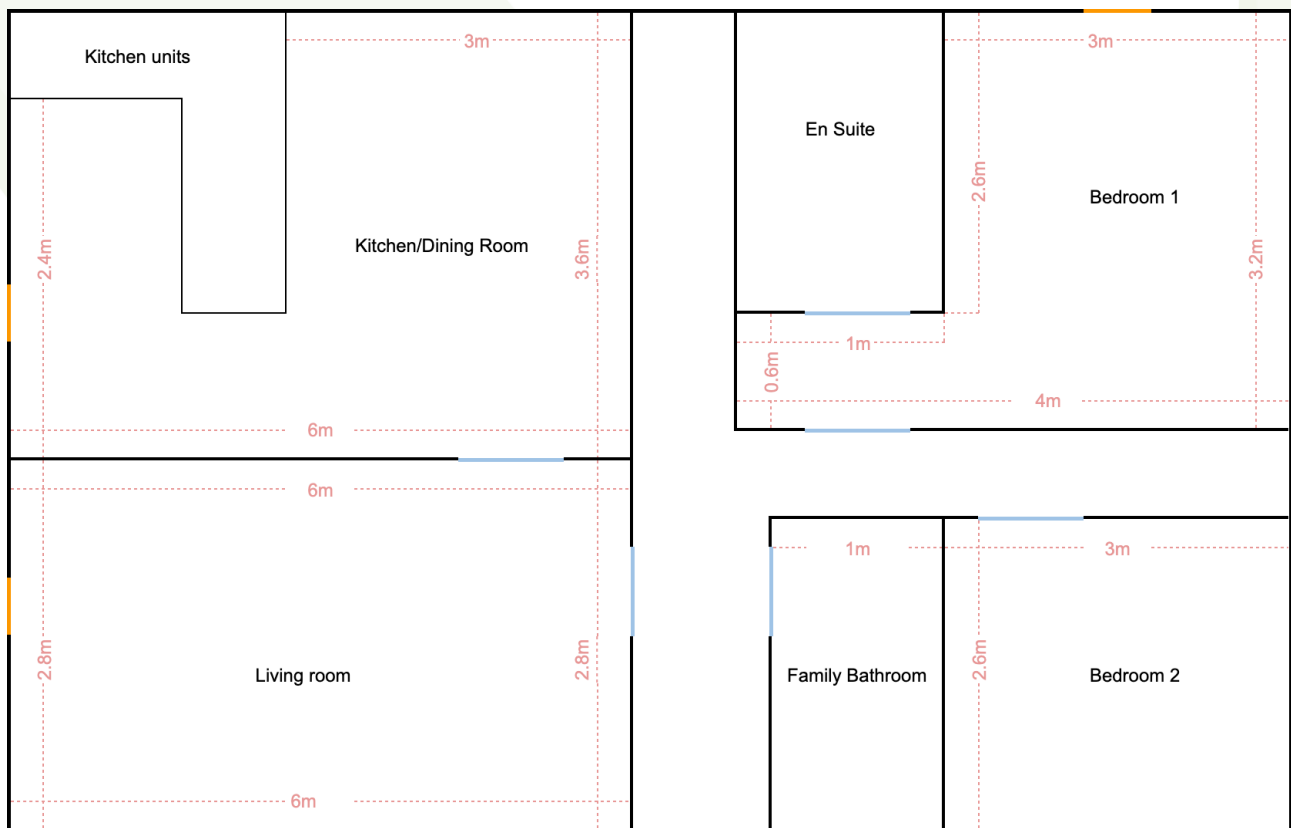 3m
3m
Kitchen units
En Suite
2.6m
Bedroom 1
2.4m
Kitchen/Dining Room
3.6m
3.2m
1m
0.6m
4m
6m
6m
1m
3m
2.8m
Living room
2.8m
Family Bathroom
2.6m
Bedroom 2
6m